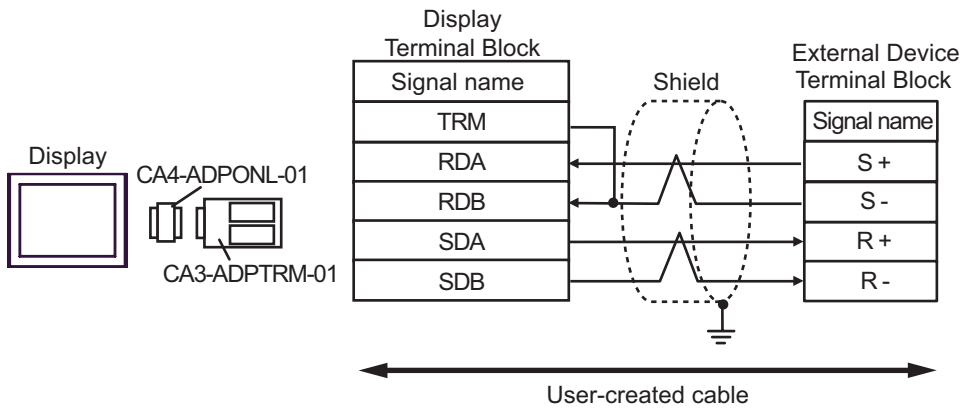 Display
Terminal Block
External Device
Terminal Block
Signal name
Shield
Signal name
TRM
Display
CA4-ADPONL-01
RDA
S +
RDB
S -
SDA
R +
CA3-ADPTRM-01
SDB
R -
User-created cable